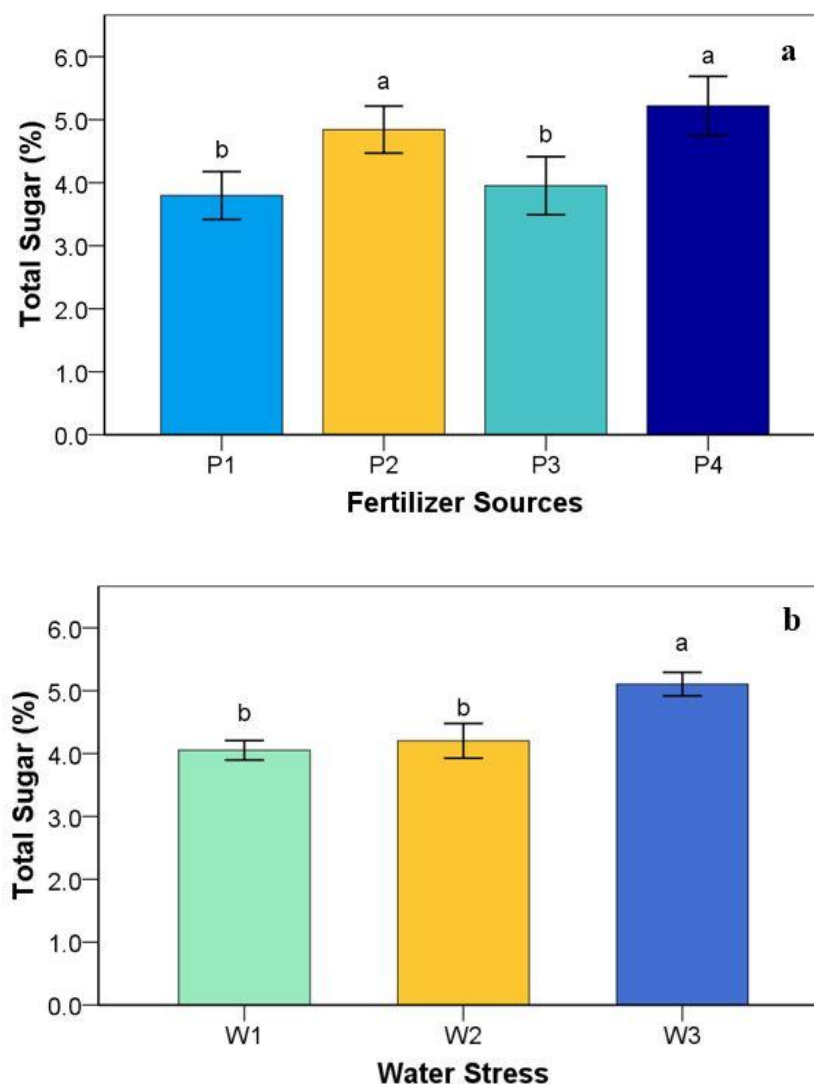 a
6.0
a
a
5.0
b
b
4.0
3.0
2.0
1.0
0.0
Total Sugar (%)
P1 P2 P3 P4
Fertilizer Sources
b
6.0
a
5.0
b
b
4.0
3.0
2.0
1.0
0.0
Total Sugar (%)
W1 W2 W3
Water Stress